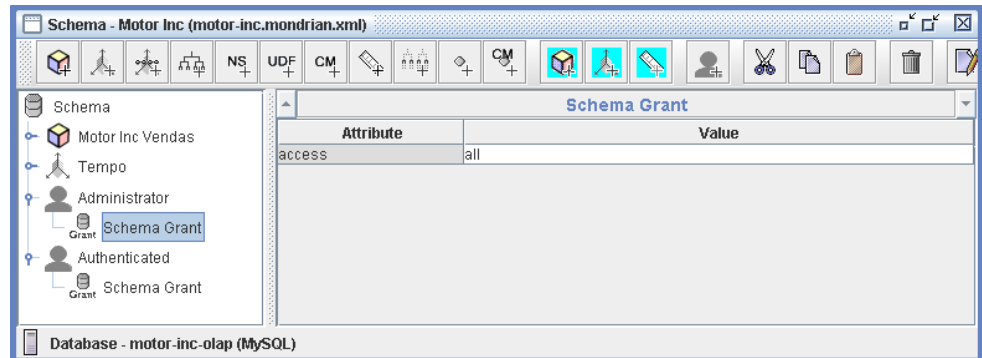 Schema - Motor Inc (motor-inc.mondrian.xml)
NS UDF CM CM
Schema
Motor Inc Vendas
Tempo
Administrator
Grant Schema Grant
Authenticated
Grant Schema Grant
Schema Grant
Attribute Value
access all
Database - motor-inc-olap (MySQL)